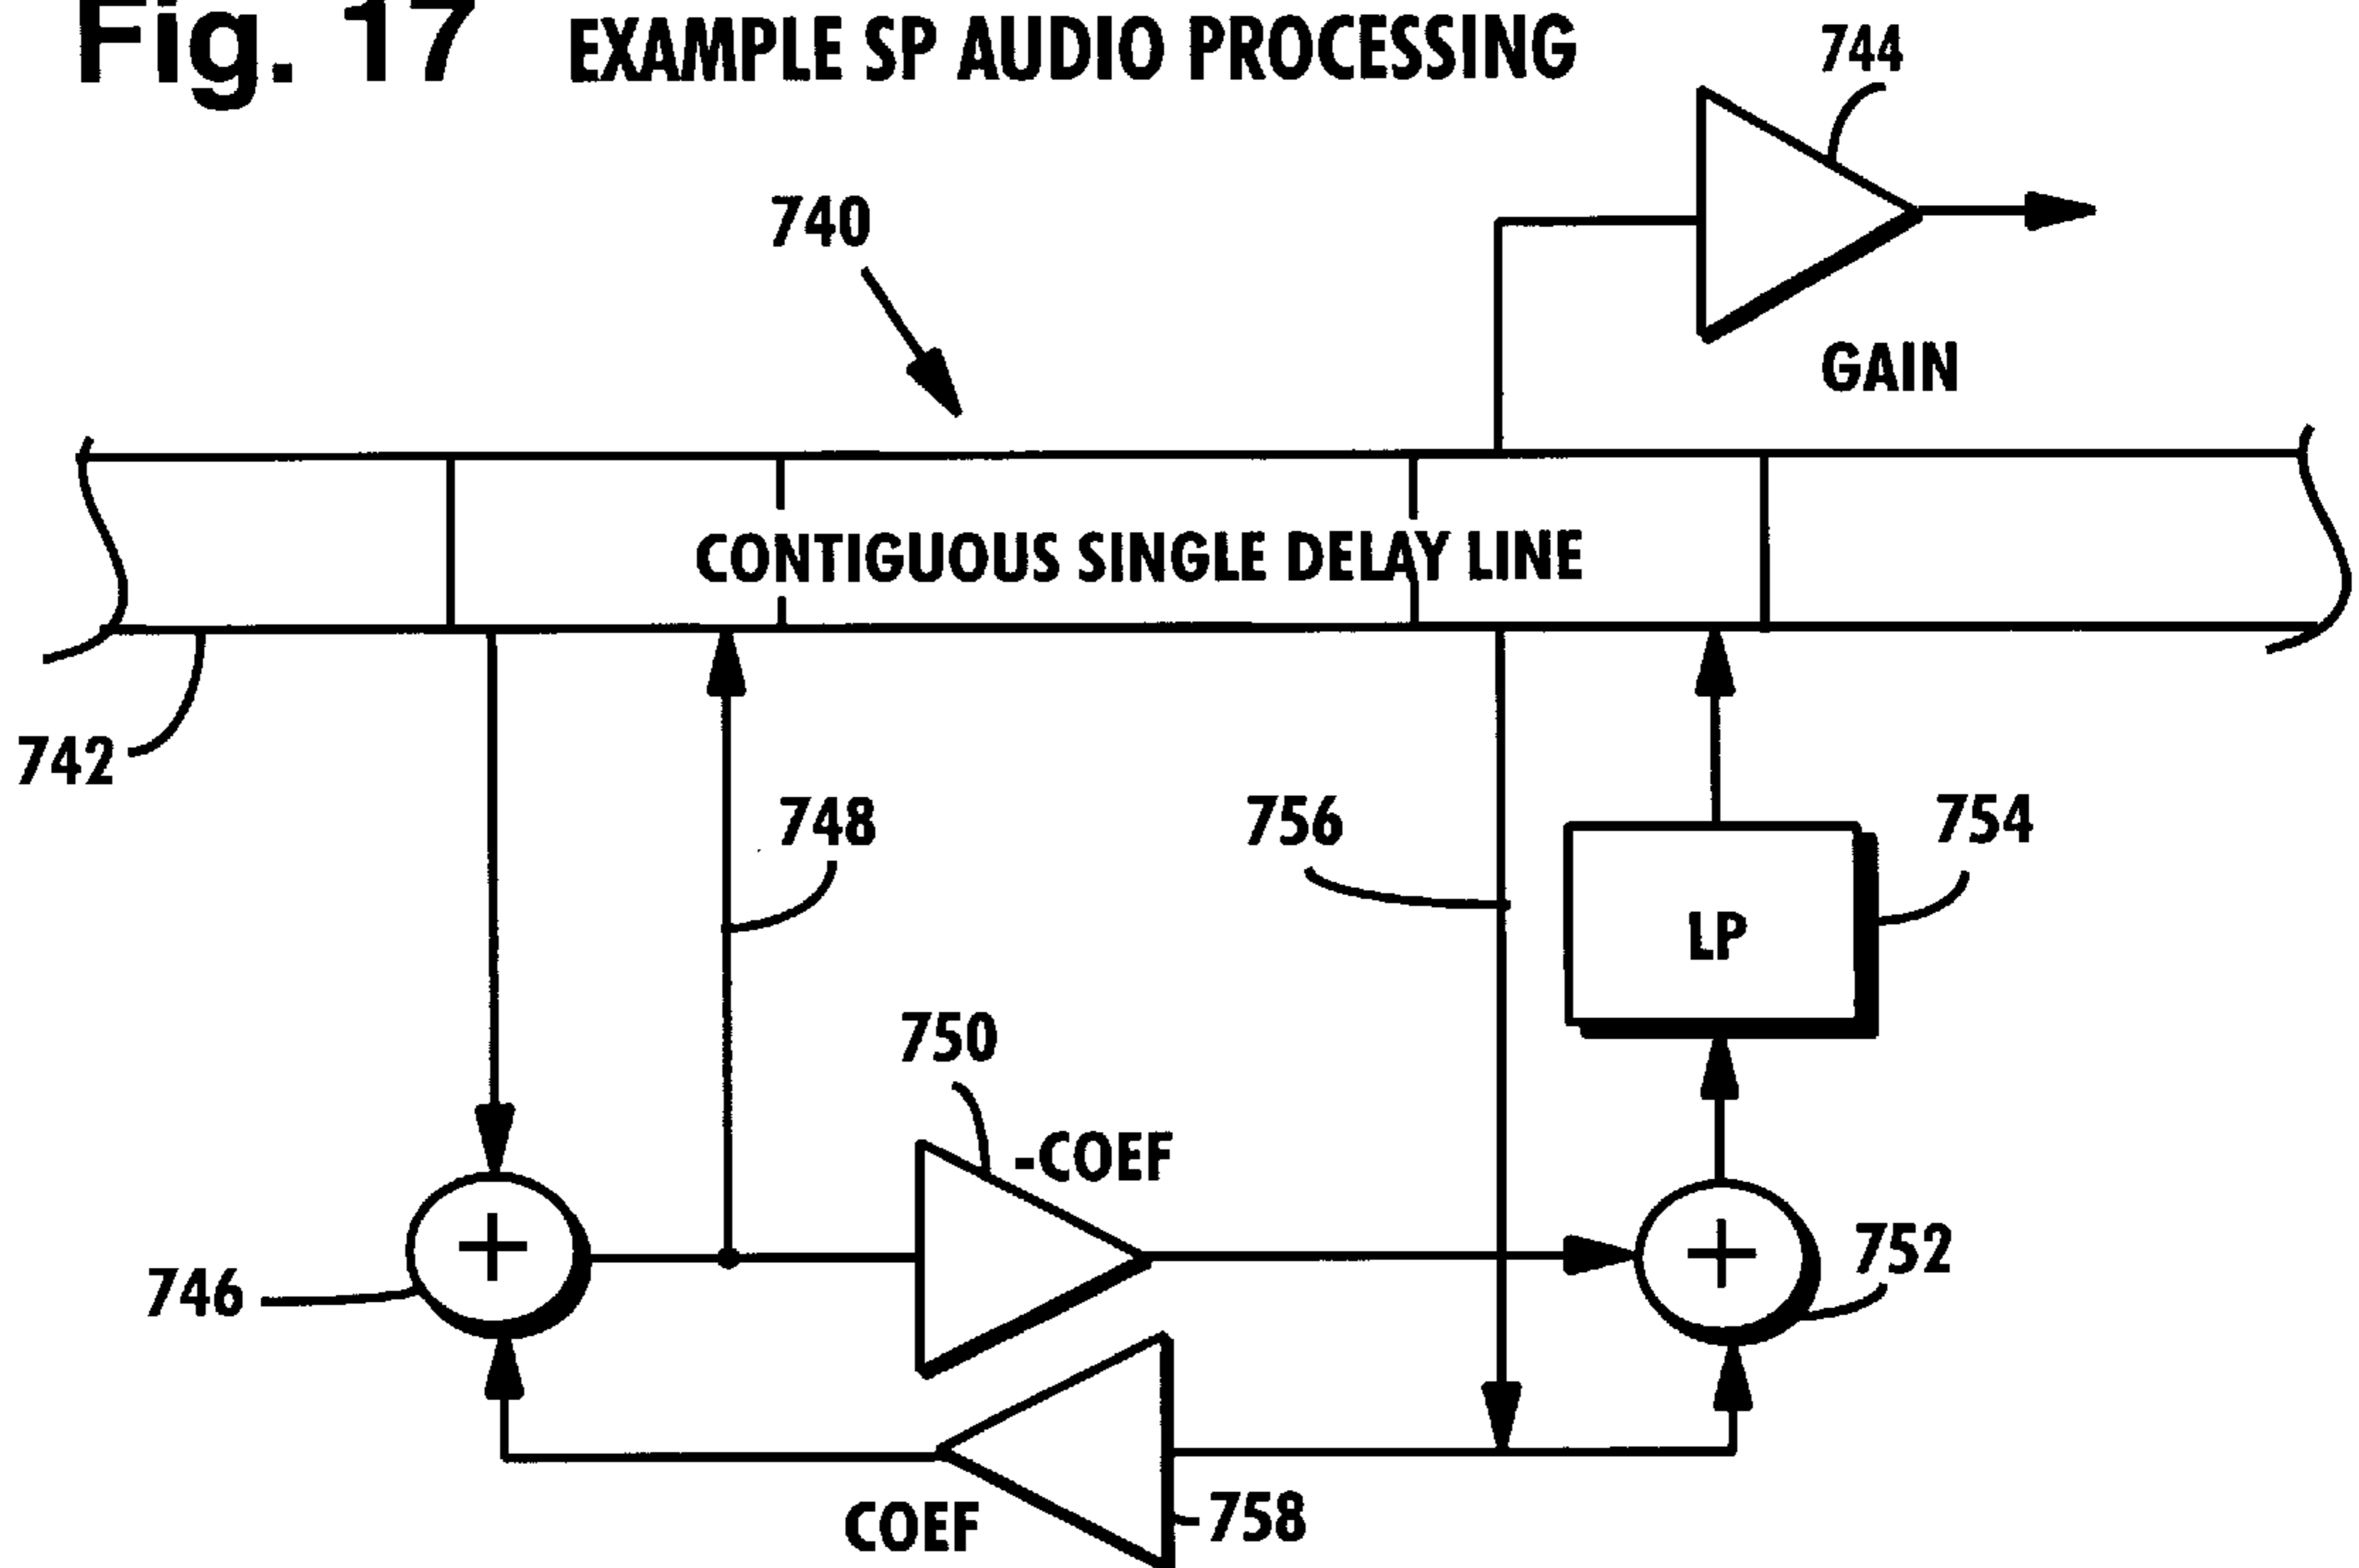 Fig. 17 EXAMPLE SP AUDIO PROCESSING
744
740
GAIN
CONTIGUOUS SINGLE DELAY LINE
742
748
756
754
LP
750
-COEF
746
752
COEF
758